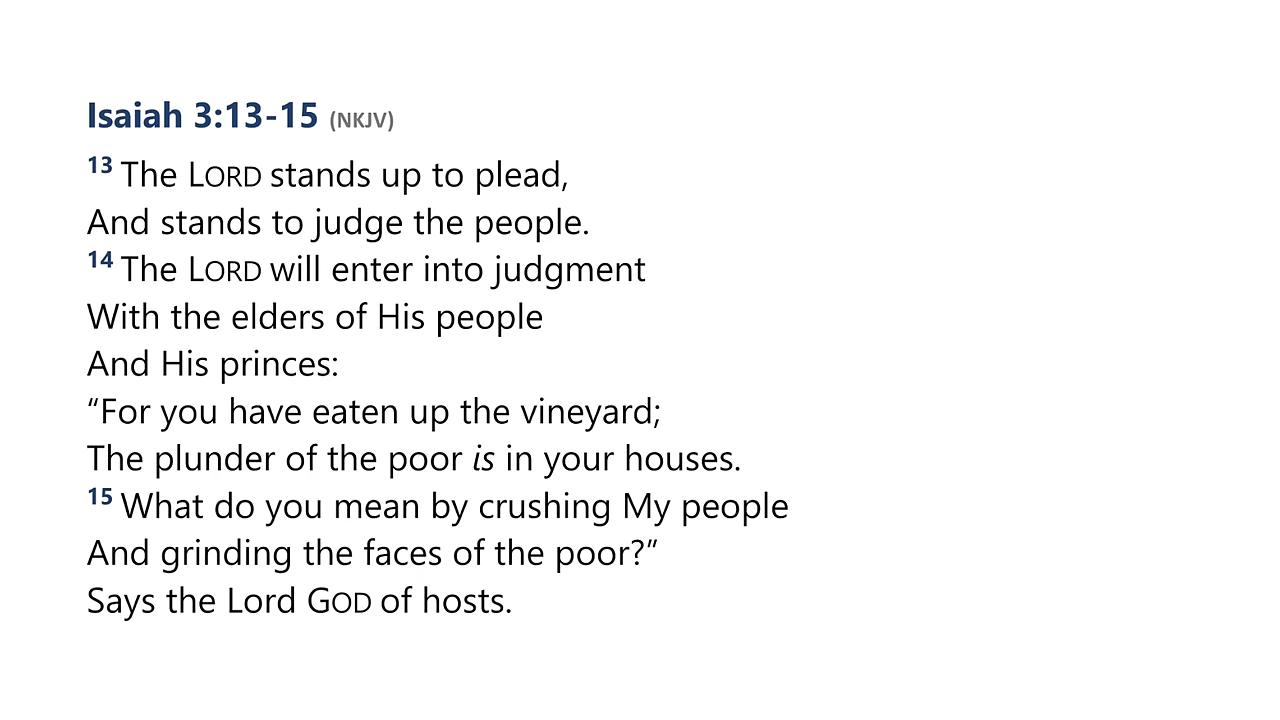 Isaiah 3:13-15 (NKJV)
13 The LORD stands up to plead,
And stands to judge the people.
14 The LORD will enter into judgment
With the elders of His people
And His princes:
“For you have eaten up the vineyard;
The plunder of the poor is in your houses.
15 What do you mean by crushing My people
And grinding the faces of the poor?”
Says the Lord GOD of hosts.